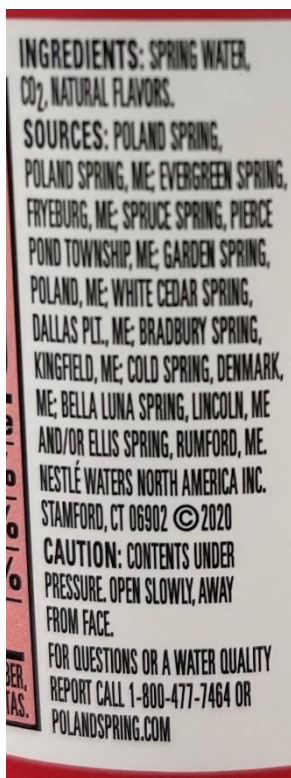 INGREDIENTS: SPRING WATER,
CO2, NATURAL FLAVORS.
SOURCES: POLAND SPRING,
POLAND SPRING, ME; EVERGREEN SPRING,
FRYEBURG, ME; SPRUCE SPRING, PIERCE
POND TOWNSHIP, ME; GARDEN SPRING,
POLAND, ME; WHITE CEDAR SPRING,
DALLAS PLT., ME; BRADBURY SPRING,
KINGFIELD, ME; COLD SPRING, DENMARK,
ME; BELLA LUNA SPRING, LINCOLN, ME
AND/OR ELLIS SPRING, RUMFORD, ME.
NESTLÉ WATERS NORTH AMERICA INC.
STAMFORD, CT 06902 © 2020
CAUTION: CONTENTS UNDER
PRESSURE. OPEN SLOWLY, AWAY
FROM FACE.
FOR QUESTIONS OR A WATER QUALITY
REPORT CALL 1-800-477-7464 OR
POLANDSPRING.COM